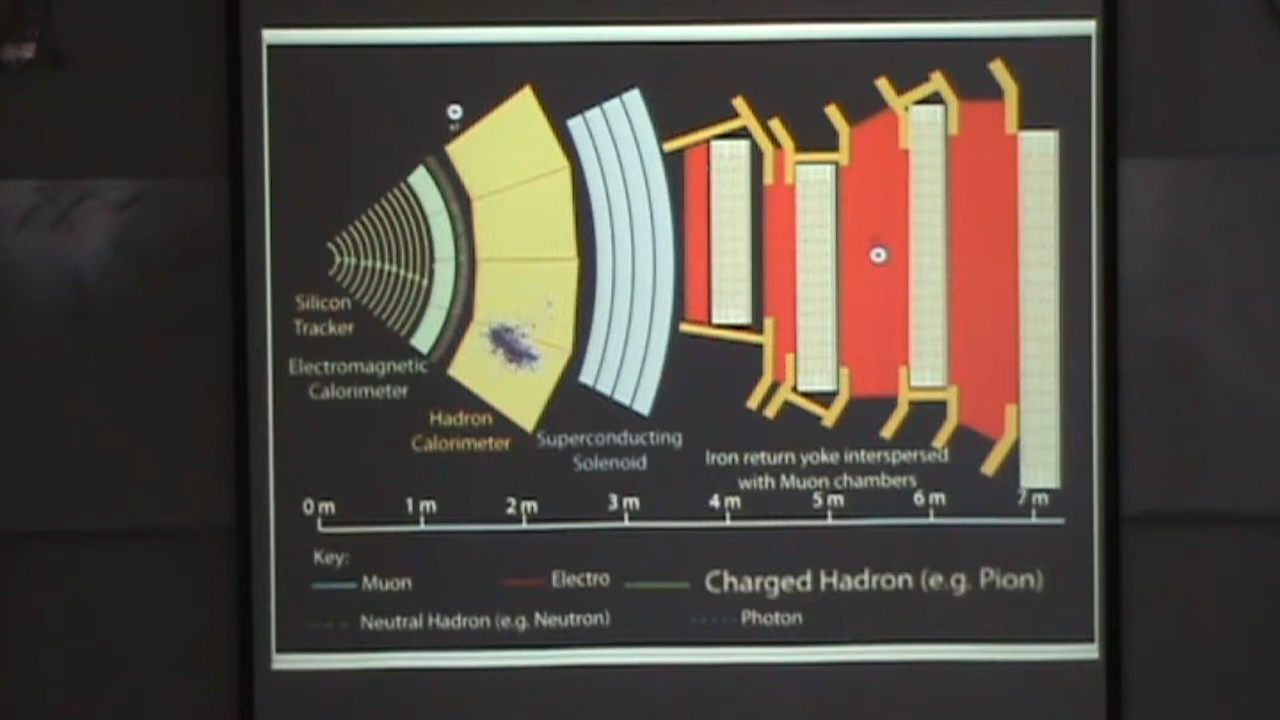 Silicon
Tracker
Electromagnetic
Calorimeter
Hadron
Calorimeter
Superconducting
Solenoid
Iron return yoke interspersed
with Muon chambers
0 m 1 m 2 m 3 m 4 m 5 m 6 m 7 m
Key:
Muon Electro Charged Hadron (e.g. Pion)
Neutral Hadron (e.g. Neutron) Photon